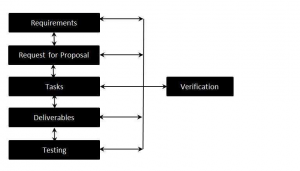 Requirements
Request for Proposal
Tasks
Verification
Deliverables
Testing